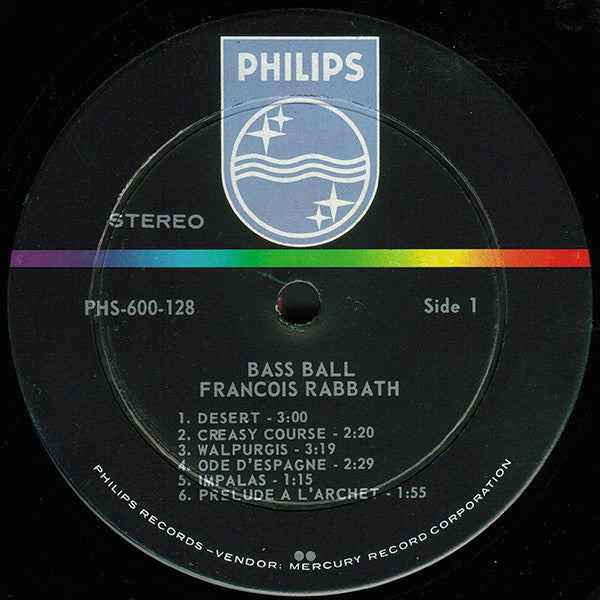 PHILIPS
STEREO
PHS-600-128
Side 1
BASS BALL
FRANCOIS RABBATH
1. DESERT - 3:00
2. CREASY COURSE - 2:20
3. WALPURGIS - 3:19
4. ODE D'ESPAGNE - 2:29
5. IMPALAS - 1:15
6. PRELUDE A L'ARCHET - 1:55
PHILIPS RECORDS – VENDOR: MERCURY RECORD CORPORATION